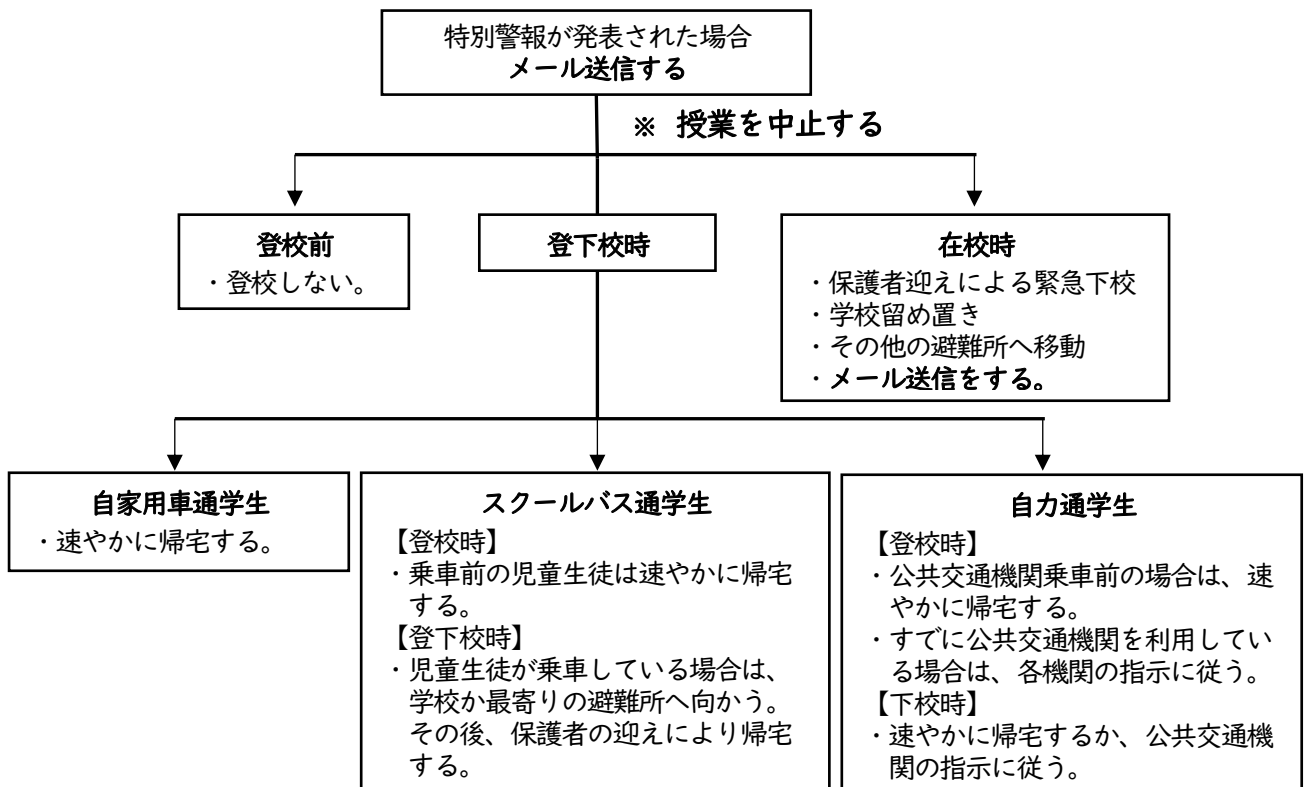 特別警報が発表された場合
メール送信する
※ 授業を中止する
登校前
・登校しない。
登下校時
在校時
・保護者迎えによる緊急下校
・学校留め置き
・その他の避難所へ移動
・メール送信をする。
自家用車通学生
・速やかに帰宅する。
スクールバス通学生
【登校時】
・乗車前の児童生徒は速やかに帰宅
する。
【登下校時】
・児童生徒が乗車している場合は、
学校か最寄りの避難所へ向かう。
その後、保護者の迎えにより帰宅
する。
自力通学生
【登校時】
・公共交通機関乗車前の場合は、速
やかに帰宅する。
・すでに公共交通機関を利用してい
る場合は、各機関の指示に従う。
【下校時】
・速やかに帰宅するか、公共交通機
関の指示に従う。